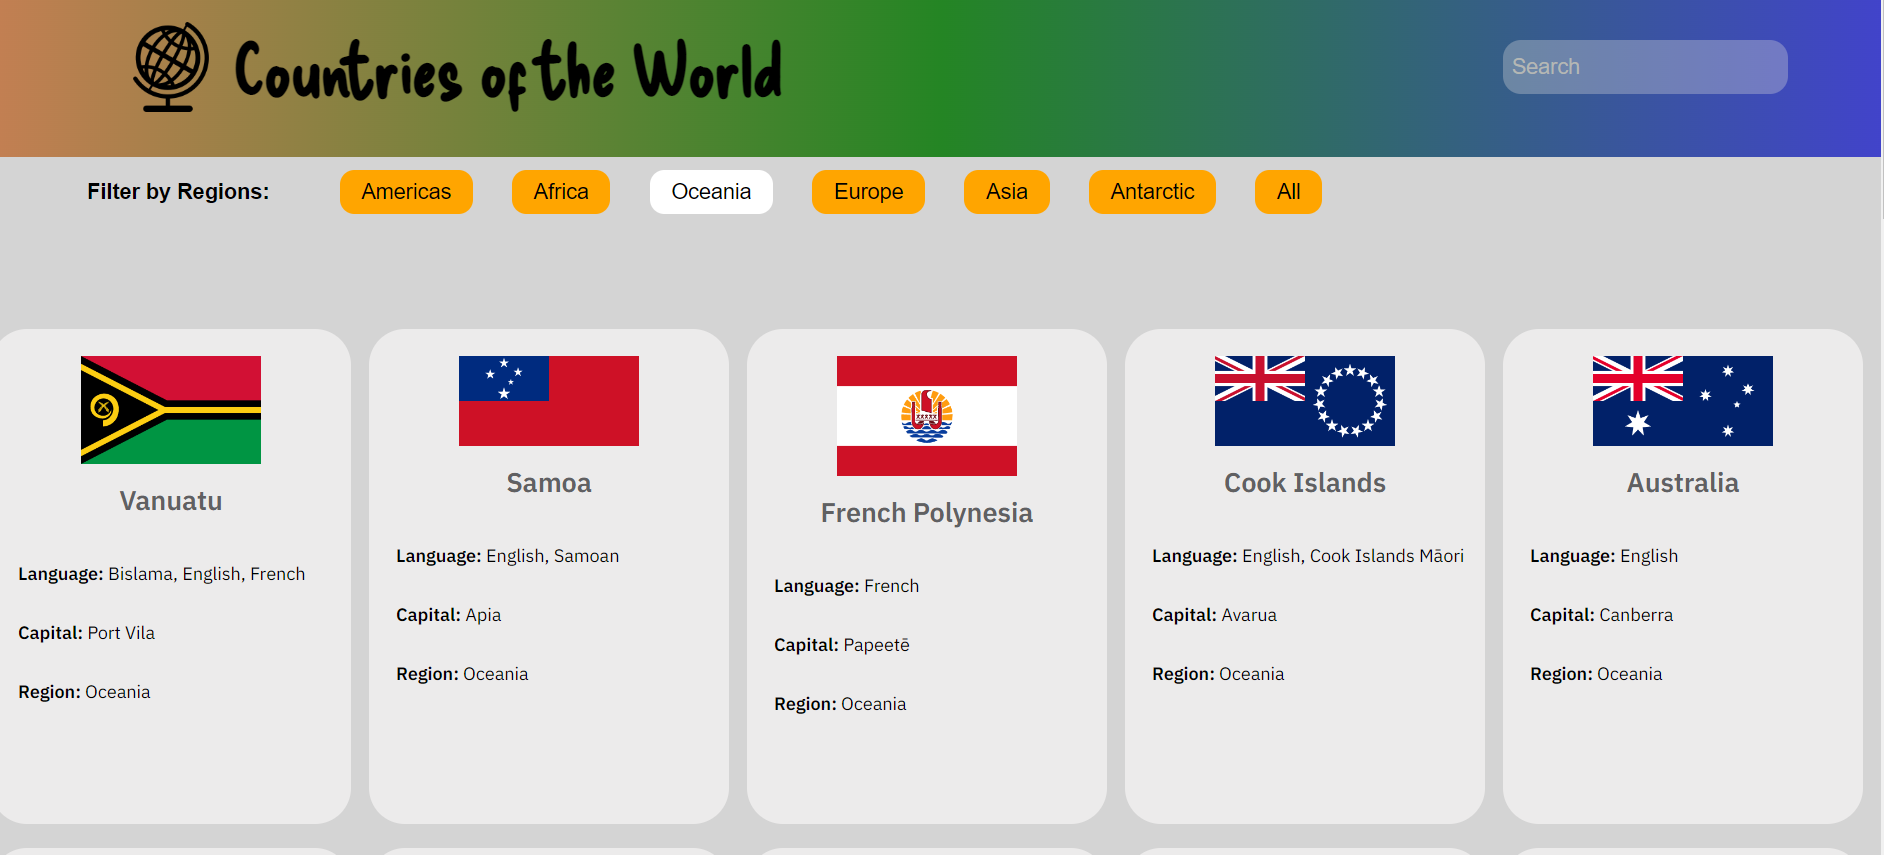 Countries of the World
Search
Filter by Regions:
Americas
Africa
Oceania
Europe
Asia
Antarctic
All
Vanuatu
Language: Bislama, English, French
Capital: Port Vila
Region: Oceania
Samoa
Language: English, Samoan
Capital: Apia
Region: Oceania
French Polynesia
Language: French
Capital: Papeetē
Region: Oceania
Cook Islands
Language: English, Cook Islands Māori
Capital: Avarua
Region: Oceania
Australia
Language: English
Capital: Canberra
Region: Oceania